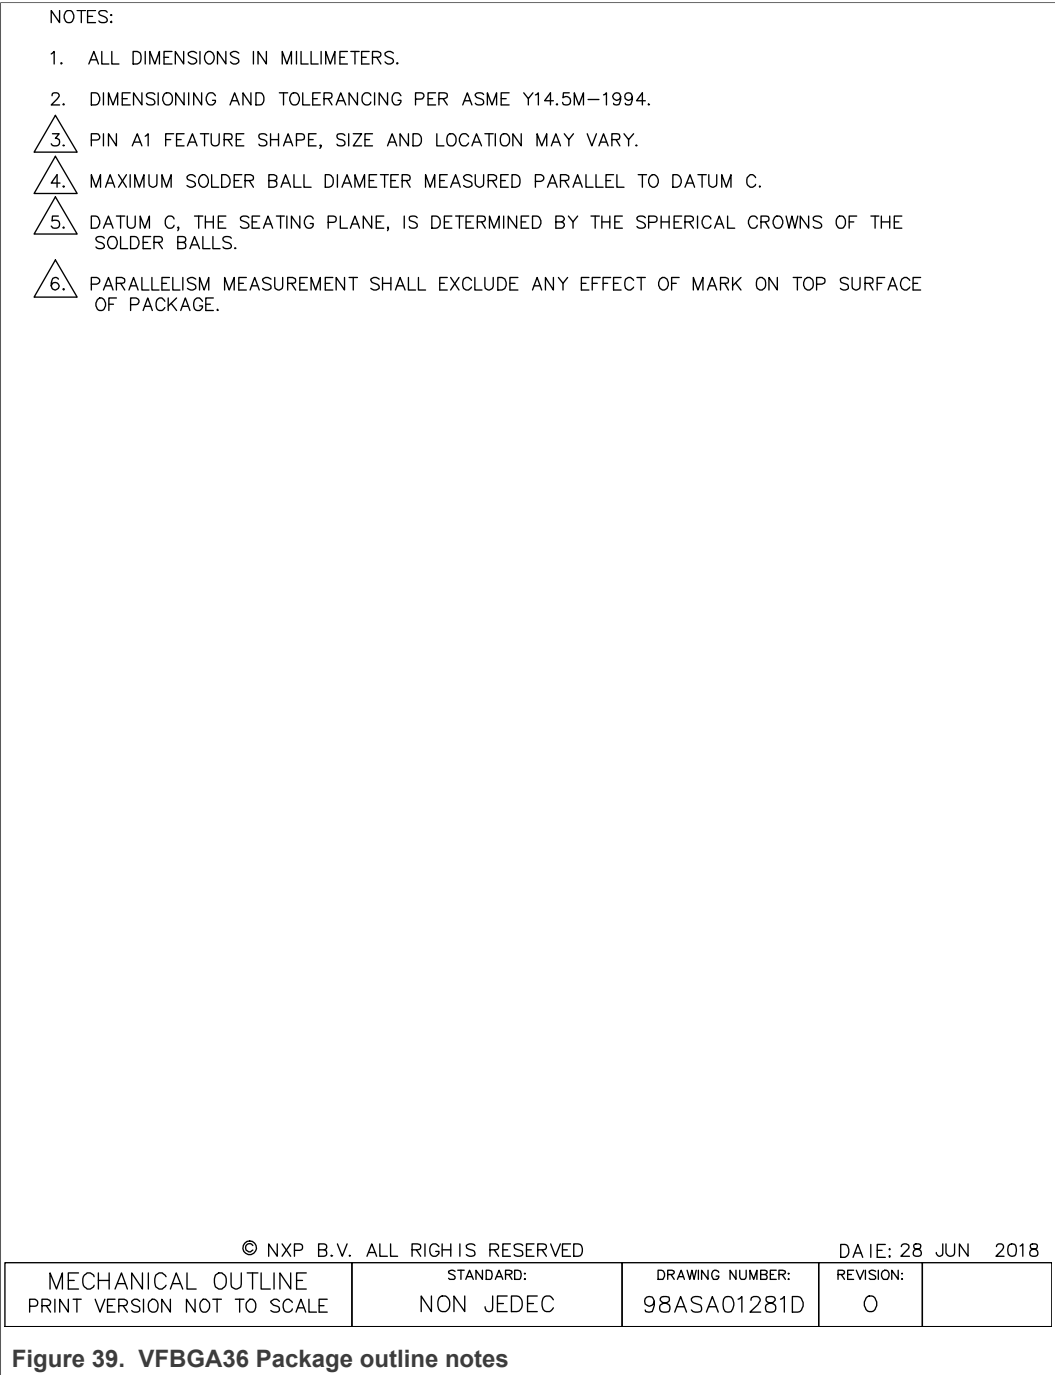 NOTES:
1. ALL DIMENSIONS IN MILLIMETERS.
2. DIMENSIONING AND TOLERANCING PER ASME Y14.5M–1994.
3. PIN A1 FEATURE SHAPE, SIZE AND LOCATION MAY VARY.
4. MAXIMUM SOLDER BALL DIAMETER MEASURED PARALLEL TO DATUM C.
5. DATUM C, THE SEATING PLANE, IS DETERMINED BY THE SPHERICAL CROWNS OF THE
SOLDER BALLS.
6. PARALLELISM MEASUREMENT SHALL EXCLUDE ANY EFFECT OF MARK ON TOP SURFACE
OF PACKAGE.
© NXP B.V. ALL RIGHTS RESERVED
DATE: 28 JUN 2018
MECHANICAL OUTLINE
PRINT VERSION NOT TO SCALE
STANDARD:
NON JEDEC
DRAWING NUMBER:
98ASA01281D
REVISION:
O
Figure 39. VFBGA36 Package outline notes